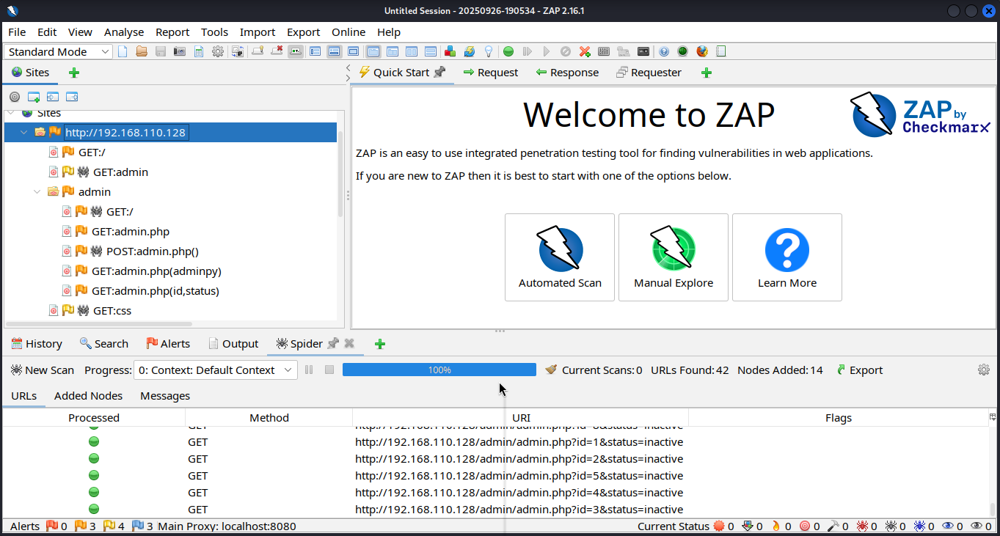 Untitled Session - 20250926-190534 - ZAP 2.16.1
File Edit View Analyse Report Tools Import Export Online Help
Standard Mode
Sites
Quick Start Request Response Requester
Sites
http://192.168.110.128
GET:/
GET:admin
admin
GET:/
GET:admin.php
POST:admin.php()
GET:admin.php(adminpy)
GET:admin.php(id,status)
GET:css
Welcome to ZAP
ZAP by
Checkmarx
ZAP is an easy to use integrated penetration testing tool for finding vulnerabilities in web applications.
If you are new to ZAP then it is best to start with one of the options below.
Automated Scan Manual Explore Learn More
History Search Alerts Output Spider
New Scan Progress: 0: Context: Default Context 100% Current Scans: 0 URLs Found: 42 Nodes Added: 14 Export
URLs Added Nodes Messages
Processed Method URI Flags
GET
GET http://192.168.110.128/admin/admin.php?id=1&status=inactive
GET http://192.168.110.128/admin/admin.php?id=2&status=inactive
GET http://192.168.110.128/admin/admin.php?id=5&status=inactive
GET http://192.168.110.128/admin/admin.php?id=4&status=inactive
GET http://192.168.110.128/admin/admin.php?id=3&status=inactive
Alerts 0 3 4 3 Main Proxy: localhost:8080 Current Status 0 0 0 0 0 0 0 0 0 0